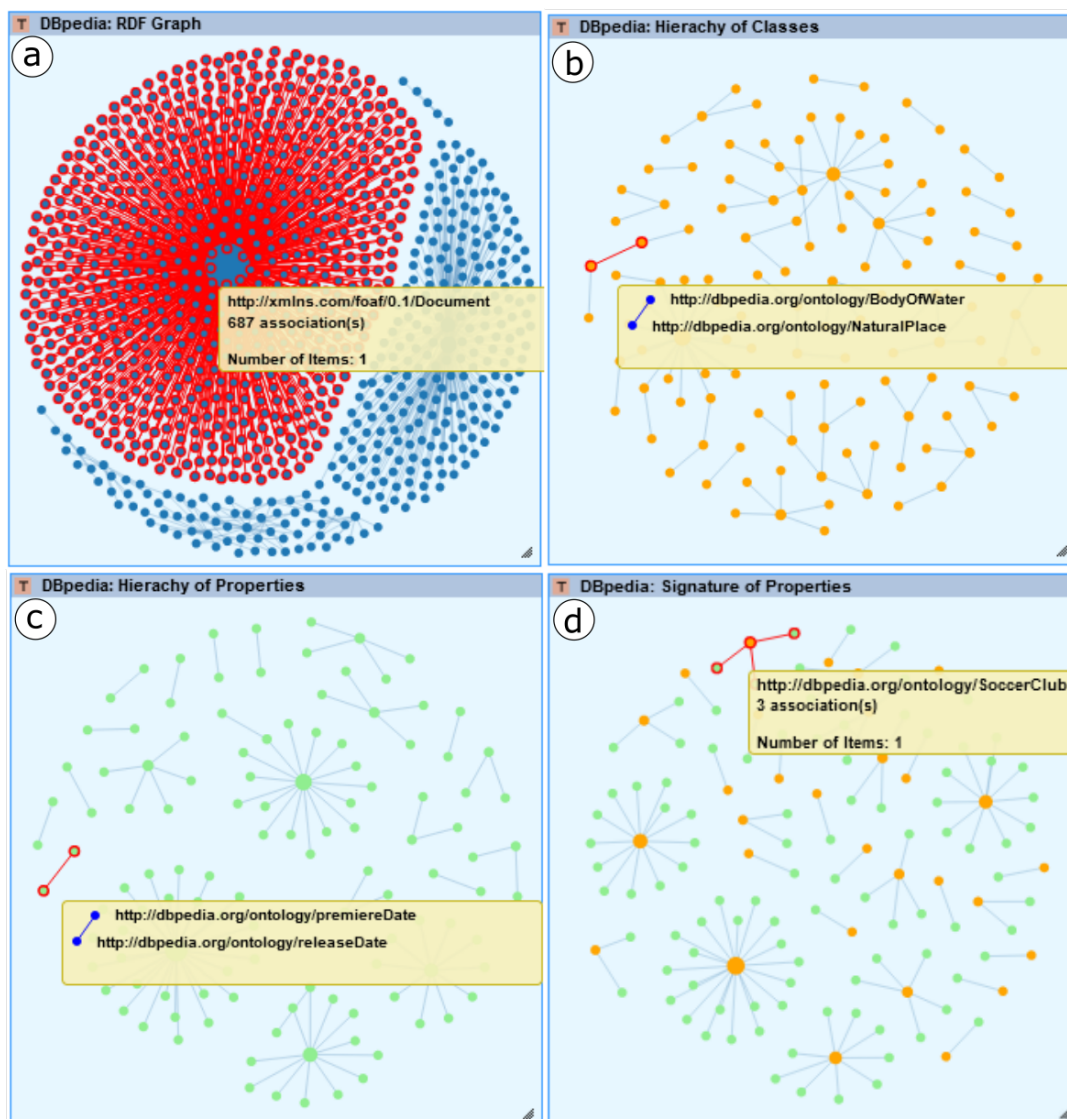 T DBpedia: RDF Graph
a
http://xmlns.com/foaf/0.1/Document
687 association(s)
Number of Items: 1
T DBpedia: Hierachy of Classes
b
http://dbpedia.org/ontology/BodyOfWater
http://dbpedia.org/ontology/NaturalPlace
T DBpedia: Hierachy of Properties
c
http://dbpedia.org/ontology/premiereDate
http://dbpedia.org/ontology/releaseDate
T DBpedia: Signature of Properties
d
http://dbpedia.org/ontology/SoccerClub
3 association(s)
Number of Items: 1